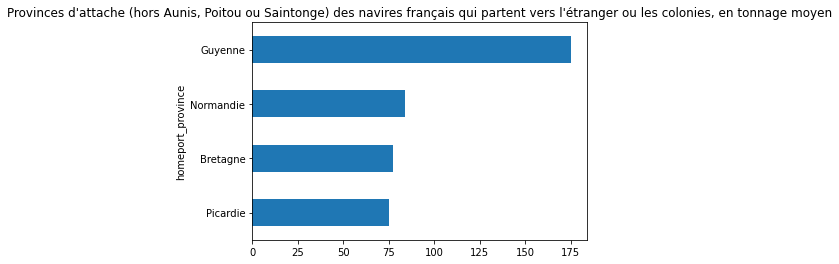 Provinces d'attache (hors Aunis, Poitou ou Saintonge) des navires français qui partent vers l'étranger ou les colonies, en tonnage moyen
homeport_province
Guyenne
Normandie
Bretagne
Picardie
0 25 50 75 100 125 150 175